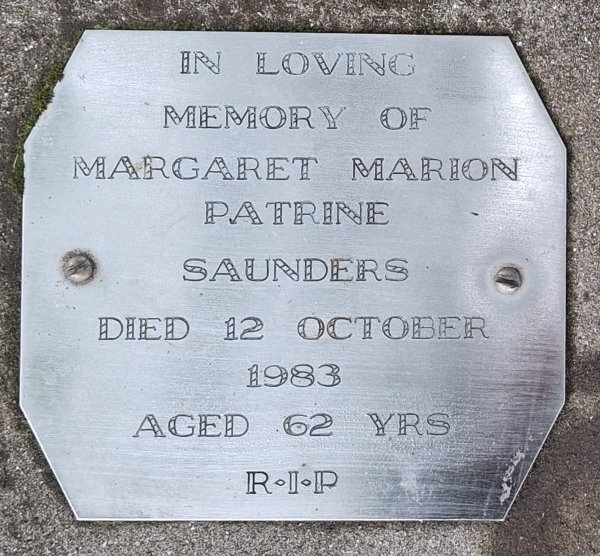 IN LOVING
MEMORY OF
MARGARET MARION
PATRINE
SAUNDERS
DIED 12 OCTOBER
1983
AGED 62 YRS
R·I·P